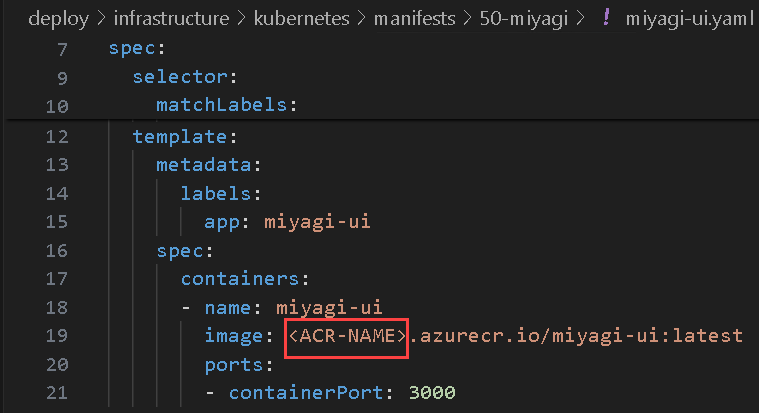 deploy > infrastructure > kubernetes > manifests > 50-miyagi > ! miyagi-ui.yaml
7 spec:
9 selector:
10 matchLabels:
12 template:
13 metadata:
14 labels:
15 app: miyagi-ui
16 spec:
17 containers:
18 - name: miyagi-ui
19 image: <ACR-NAME>.azurecr.io/miyagi-ui:latest
20 ports:
21 - containerPort: 3000